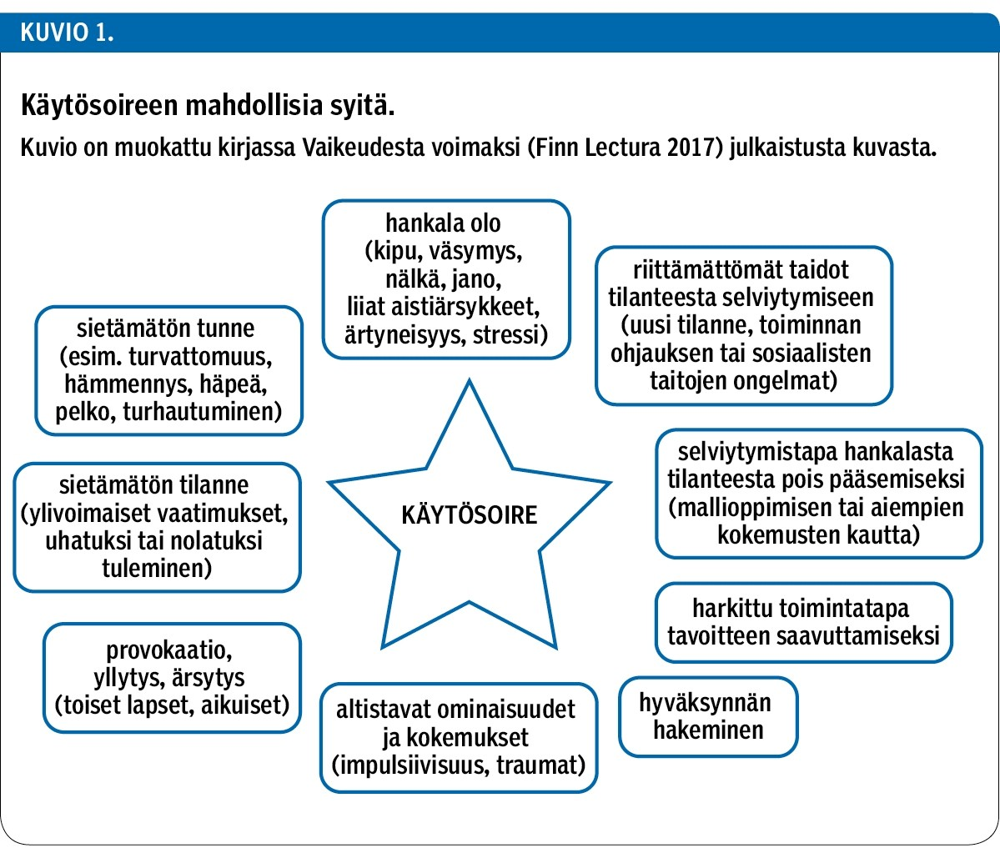 KUVIO 1.
Käytösoireen mahdollisia syitä.
Kuvio on muokattu kirjassa Vaikeudesta voimaksi (Finn Lectura 2017) julkaistusta kuvasta.
hankala olo
(kipu, väsymys,
nälkä, jano,
liiat aistiärsykkeet,
ärtyneisyys, stressi)
riittämättömät taidot
tilanteesta selviytymiseen
(uusi tilanne, toiminnan
ohjauksen tai sosiaalisten
taitojen ongelmat)
sietämätön tunne
(esim. turvattomuus,
hämmennys, häpeä,
pelko, turhautuminen)
selviytymistapa hankalasta
tilanteesta pois pääsemiseksi
(mallioppimisen tai aiempien
kokemusten kautta)
sietämätön tilanne
(ylivoimaiset vaatimukset,
uhatuksi tai nolatuksi
tuleminen)
KÄYTÖSOIRE
harkittu toimintatapa
tavoitteen saavuttamiseksi
provokaatio,
yllytys, ärsytys
(toiset lapset, aikuiset)
altistavat ominaisuudet
ja kokemukset
(impulsiivisuus, traumat)
hyväksynnän
hakeminen